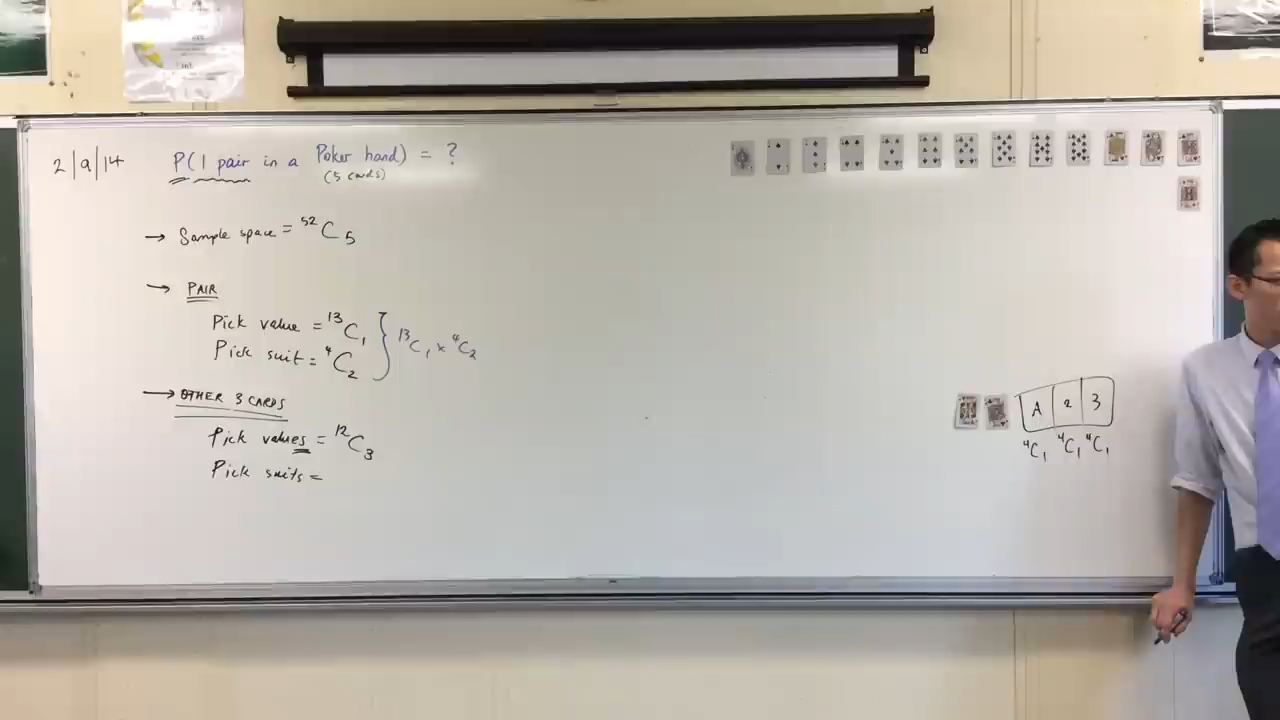 2|9|14
P(1 pair in a Poker hand) = ?
(5 cards)
→ Sample space = ⁵²C₅
→ PAIR
Pick value = ¹³C₁
Pick suit = ⁴C₂
¹³C₁ × ⁴C₂
→ OTHER 3 CARDS
Pick values = ¹²C₃
Pick suits =
A 2 3
⁴C₁ ⁴C₁ ⁴C₁